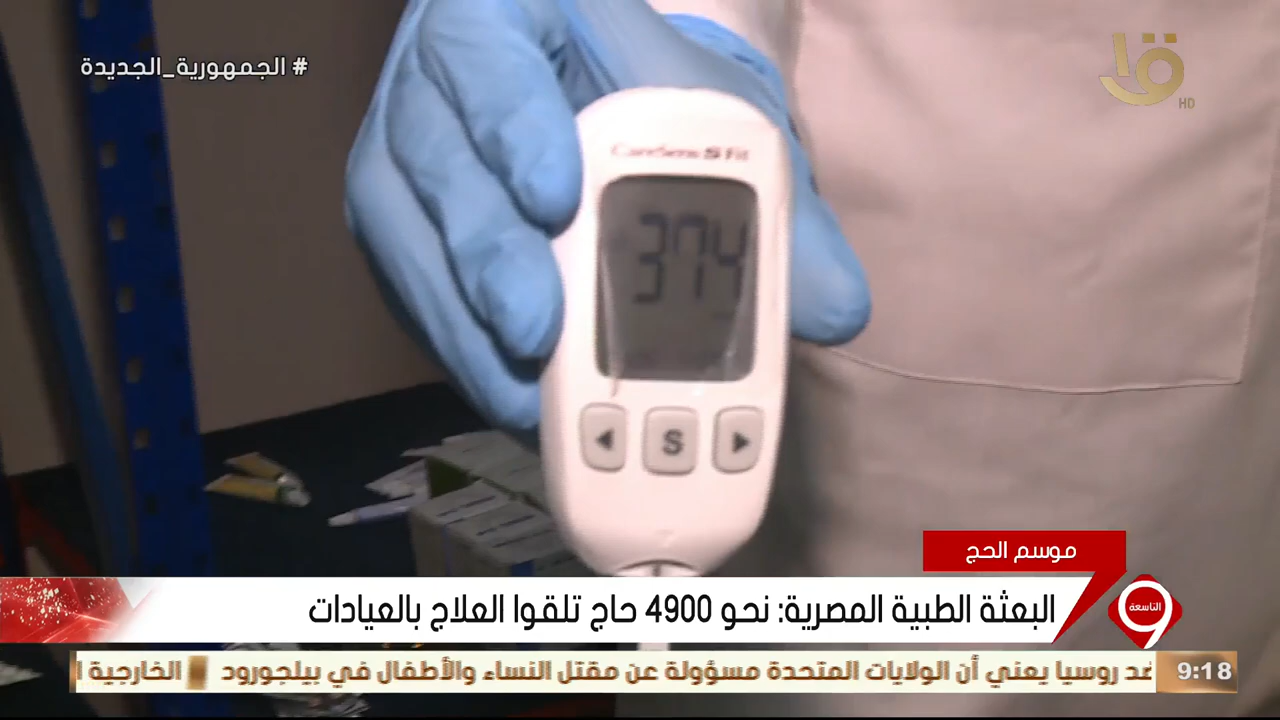 # الجمهورية_الجديدة
HD
CareSens S Fit
374
S
موسم الحج
البعثة الطبية المصرية: نحو 4900 حاج تلقوا العلاج بالعيادات
التاسعة
9
9:18
ضد روسيا يعني أن الولايات المتحدة مسؤولة عن مقتل النساء والأطفال في بيلجورود
الخارجية ا